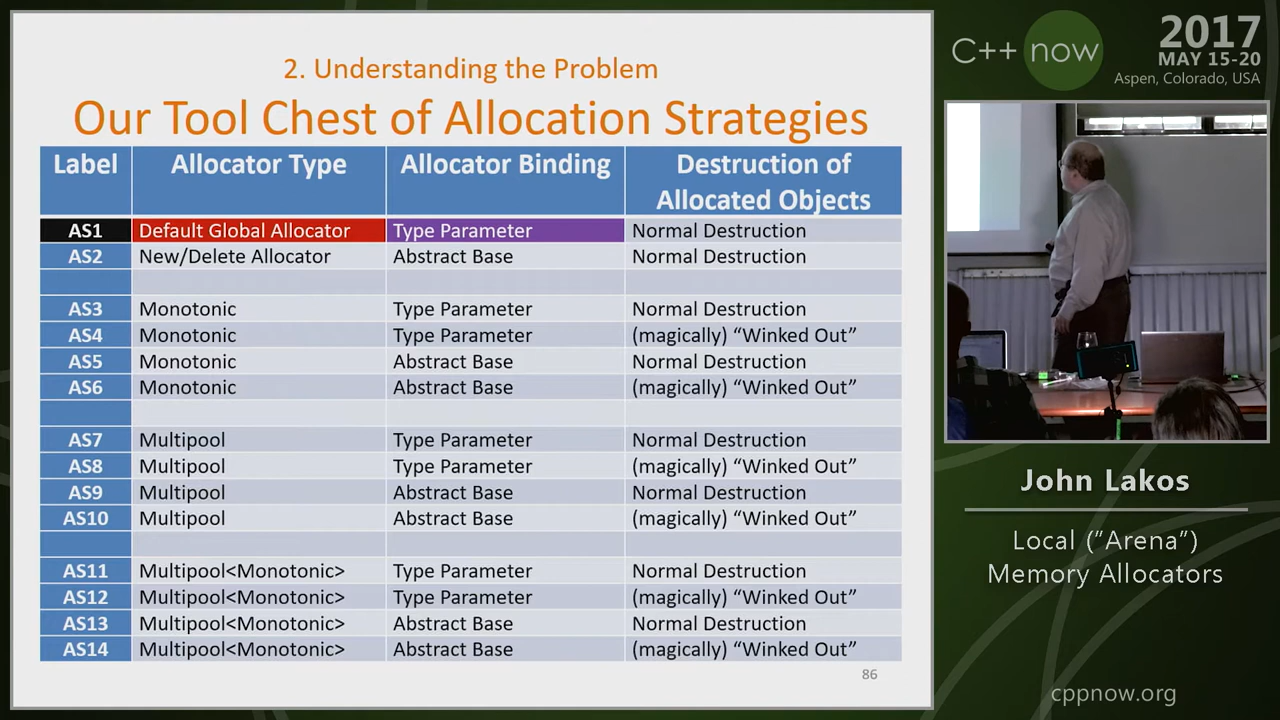 2. Understanding the Problem
Our Tool Chest of Allocation Strategies
Label Allocator Type Allocator Binding Destruction of Allocated Objects
AS1 Default Global Allocator Type Parameter Normal Destruction
AS2 New/Delete Allocator Abstract Base Normal Destruction
AS3 Monotonic Type Parameter Normal Destruction
AS4 Monotonic Type Parameter (magically) “Winked Out”
AS5 Monotonic Abstract Base Normal Destruction
AS6 Monotonic Abstract Base (magically) “Winked Out”
AS7 Multipool Type Parameter Normal Destruction
AS8 Multipool Type Parameter (magically) “Winked Out”
AS9 Multipool Abstract Base Normal Destruction
AS10 Multipool Abstract Base (magically) “Winked Out”
AS11 Multipool<Monotonic> Type Parameter Normal Destruction
AS12 Multipool<Monotonic> Type Parameter (magically) “Winked Out”
AS13 Multipool<Monotonic> Abstract Base Normal Destruction
AS14 Multipool<Monotonic> Abstract Base (magically) “Winked Out”
86
C++ now
2017
MAY 15-20
Aspen, Colorado, USA
John Lakos
Local (”Arena”)
Memory Allocators
cppnow.org